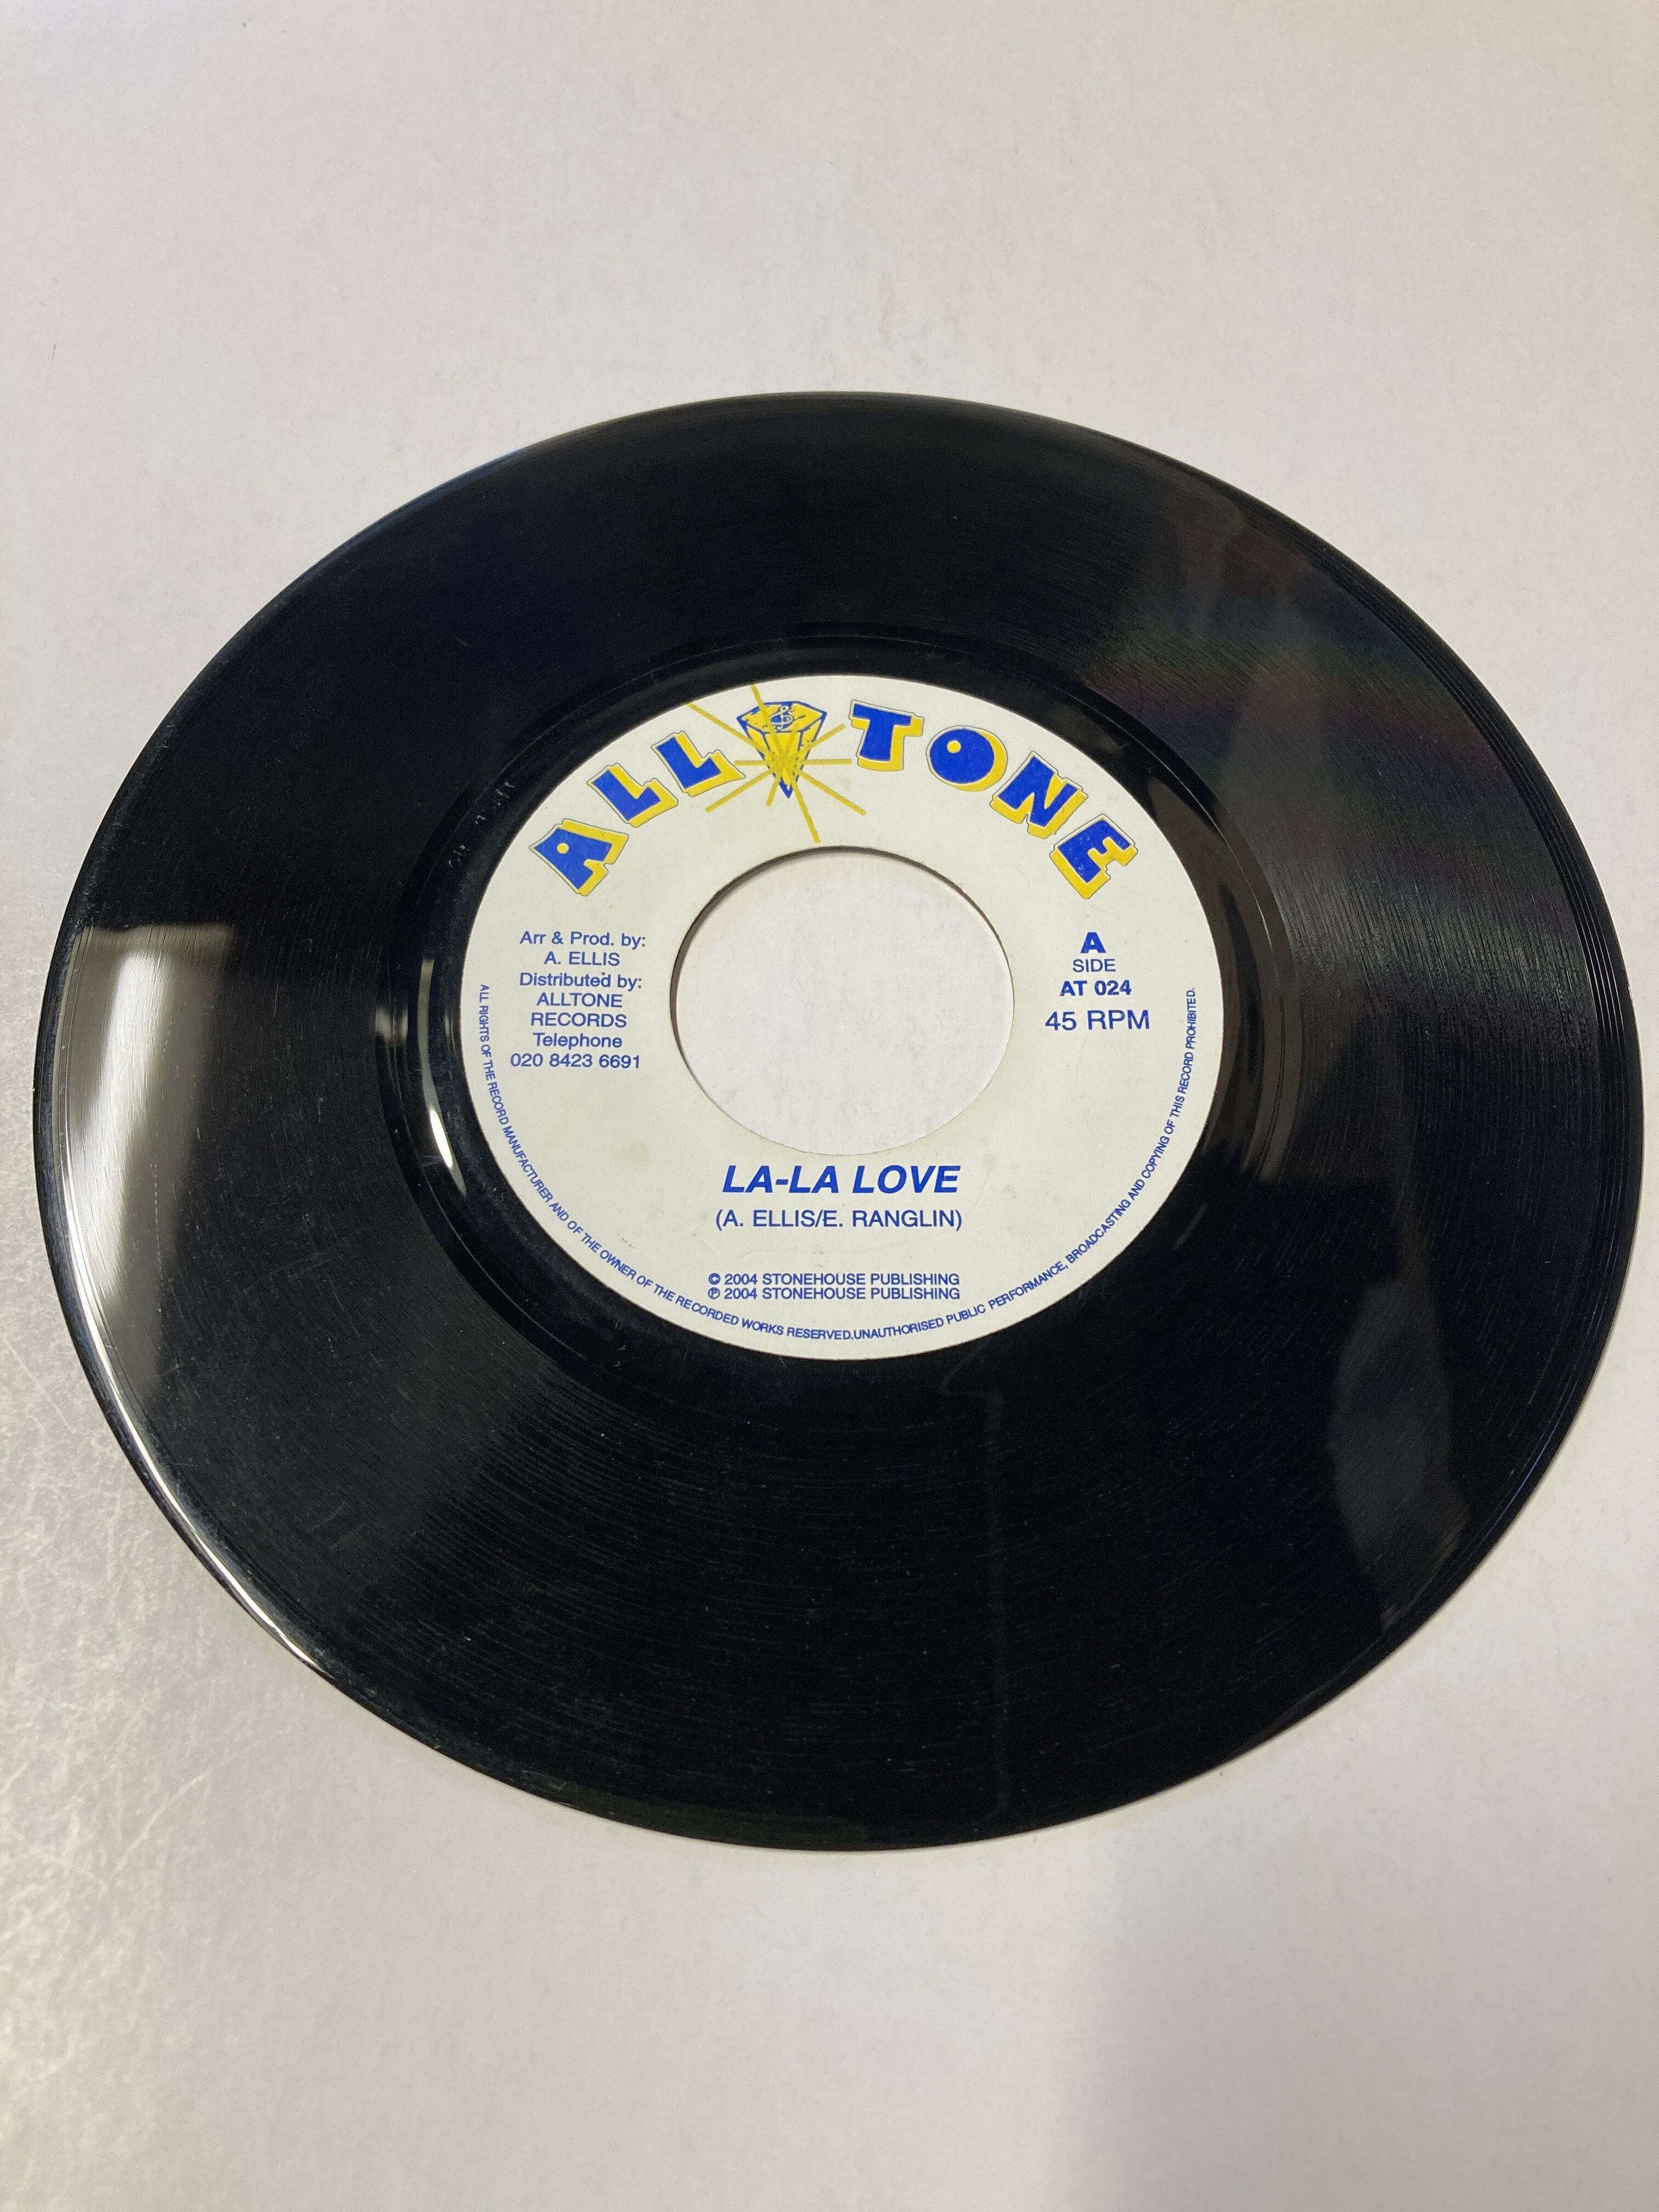 ALL TONE
Arr & Prod. by:
A. ELLIS
Distributed by:
ALLTONE
RECORDS
Telephone
020 8423 6691
A
SIDE
AT 024
45 RPM
LA-LA LOVE
(A. ELLIS/E. RANGLIN)
© 2004 STONEHOUSE PUBLISHING
℗ 2004 STONEHOUSE PUBLISHING
ALL RIGHTS OF THE RECORD MANUFACTURER AND OF THE OWNER OF THE RECORDED WORKS RESERVED.UNAUTHORISED PUBLIC PERFORMANCE, BROADCASTING AND COPYING OF THIS RECORD PROHIBITED.